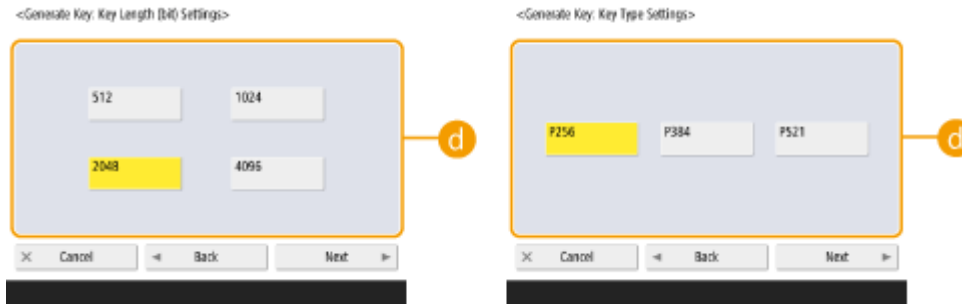 <Generate Key: Key Length (bit) Settings>
512 1024
2048 4096
d
× Cancel ◄ Back Next ►
<Generate Key: Key Type Settings>
P256 P384 P521
d
× Cancel ◄ Back Next ►